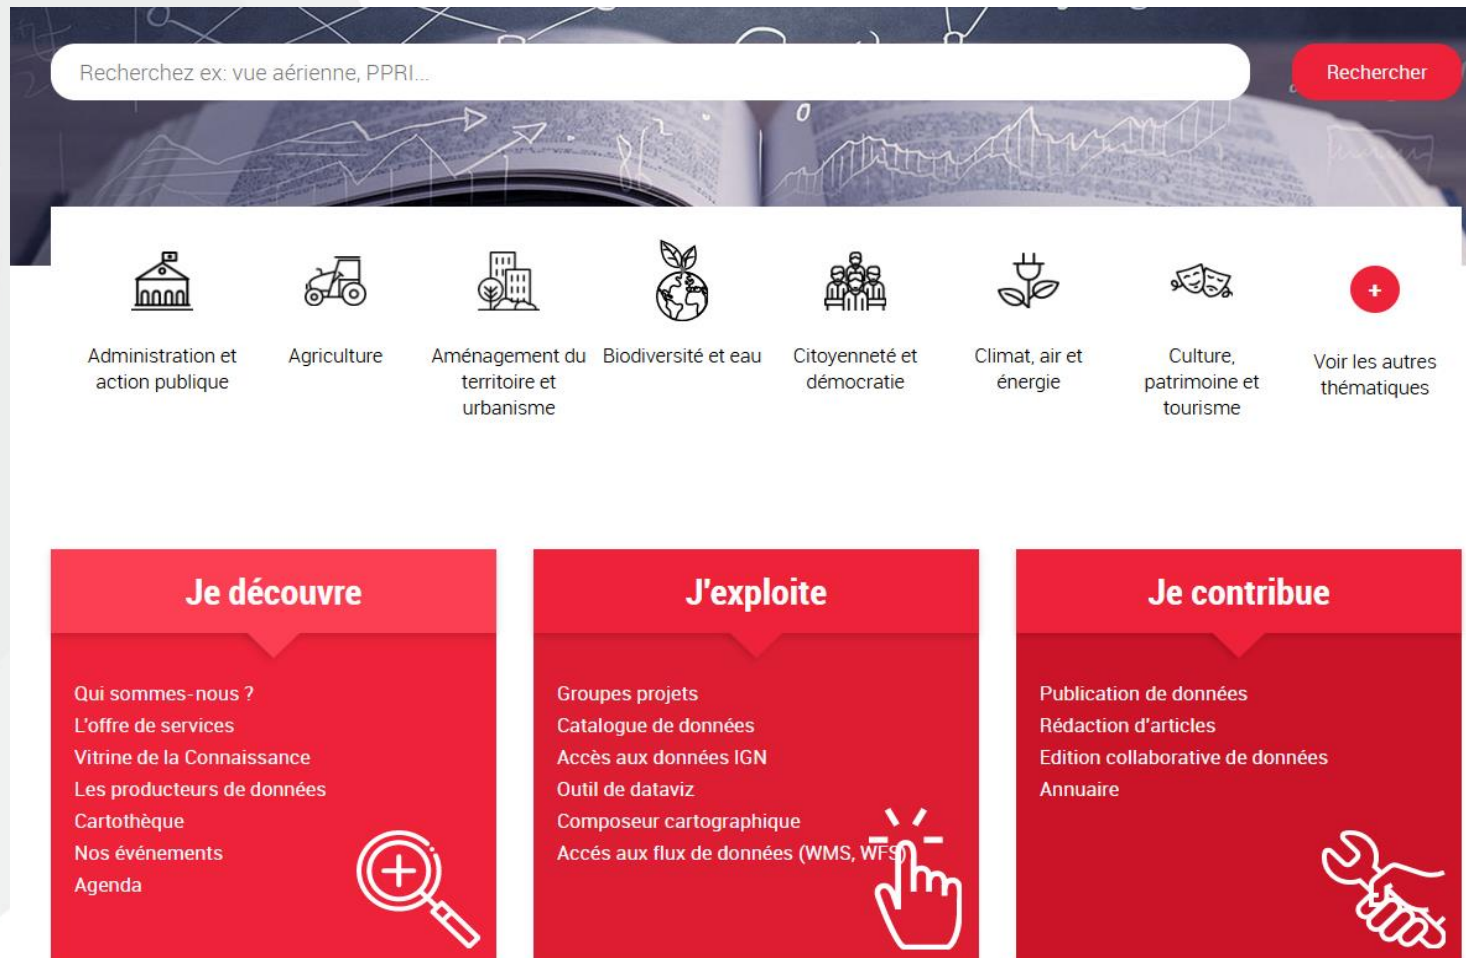 Recherchez ex: vue aérienne, PPRI...
Rechercher
Administration et
action publique
Agriculture
Aménagement du
territoire et
urbanisme
Biodiversité et eau
Citoyenneté et
démocratie
Climat, air et
énergie
Culture,
patrimoine et
tourisme
+
Voir les autres
thématiques
Je découvre
Qui sommes-nous ?
L'offre de services
Vitrine de la Connaissance
Les producteurs de données
Cartothèque
Nos événements
Agenda
J'exploite
Groupes projets
Catalogue de données
Accès aux données IGN
Outil de dataviz
Composeur cartographique
Accés aux flux de données (WMS, WFS)
Je contribue
Publication de données
Rédaction d'articles
Edition collaborative de données
Annuaire